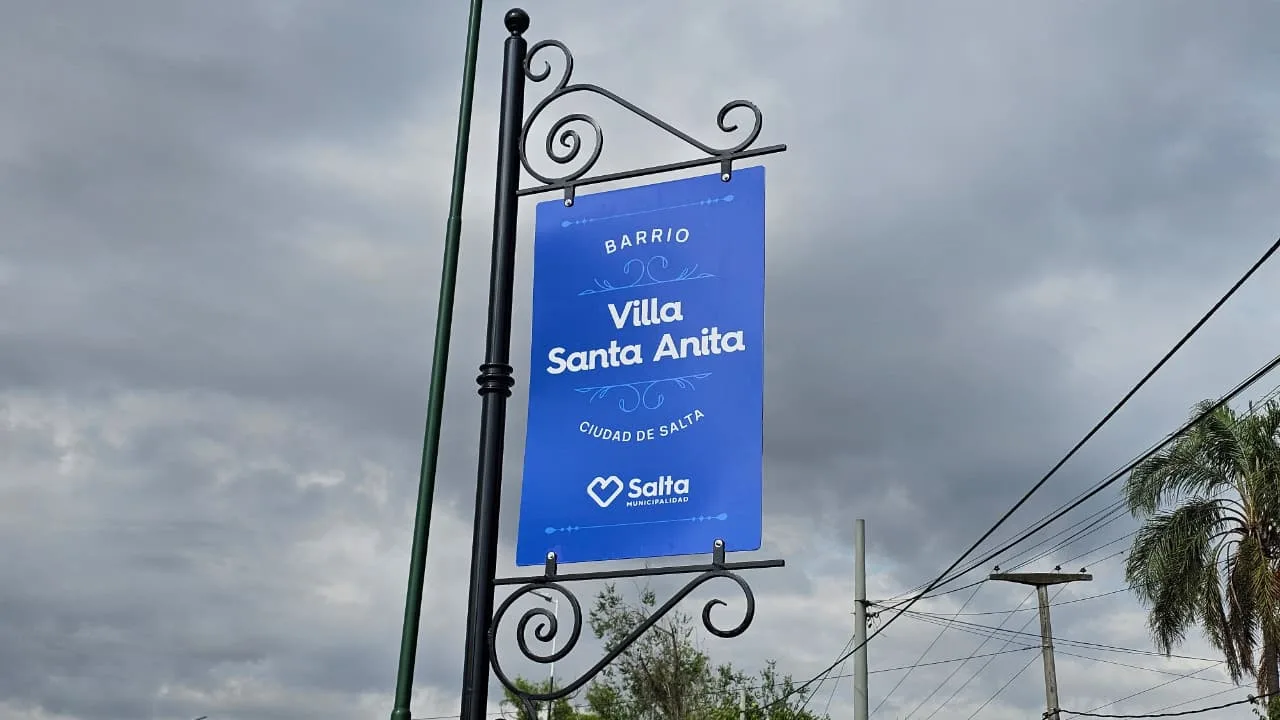 BARRIO
Villa
Santa Anita
CIUDAD DE SALTA
Salta
MUNICIPALIDAD